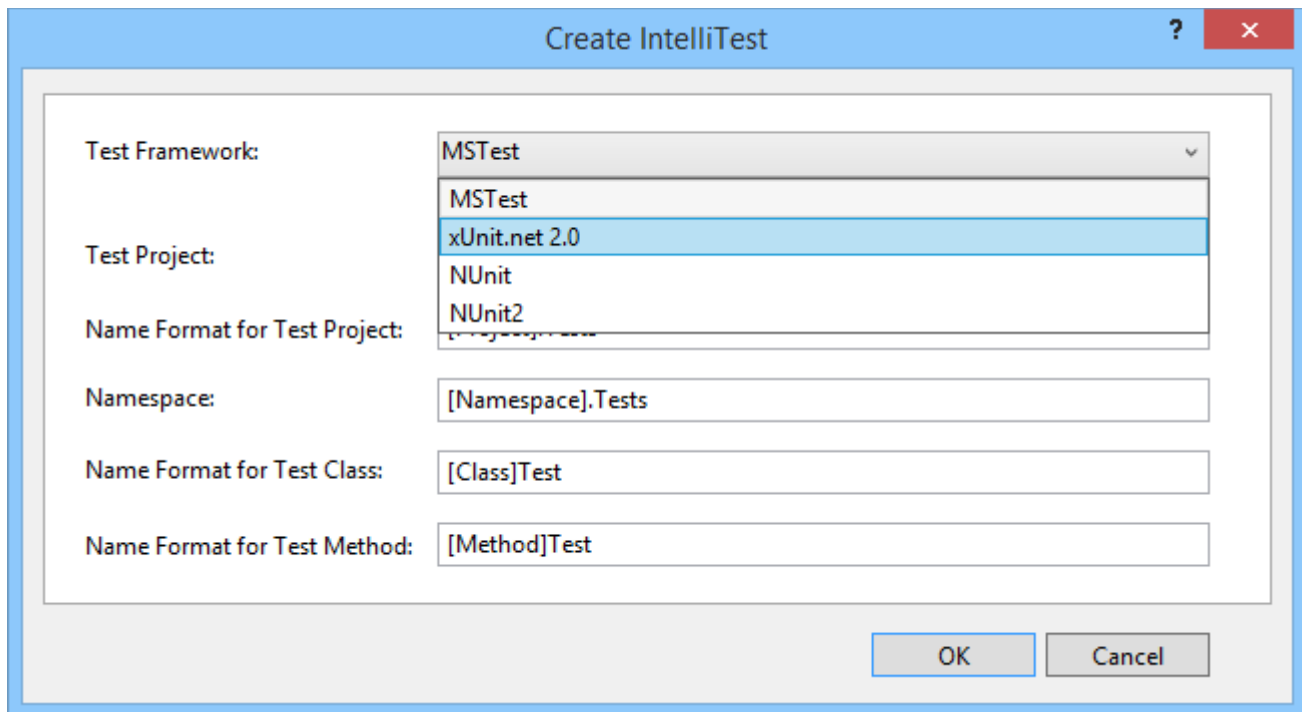 Create IntelliTest
?
Test Framework:
MSTest
MSTest
xUnit.net 2.0
NUnit
NUnit2
Test Project:
Name Format for Test Project:
Namespace:
[Namespace].Tests
Name Format for Test Class:
[Class]Test
Name Format for Test Method:
[Method]Test
OK
Cancel